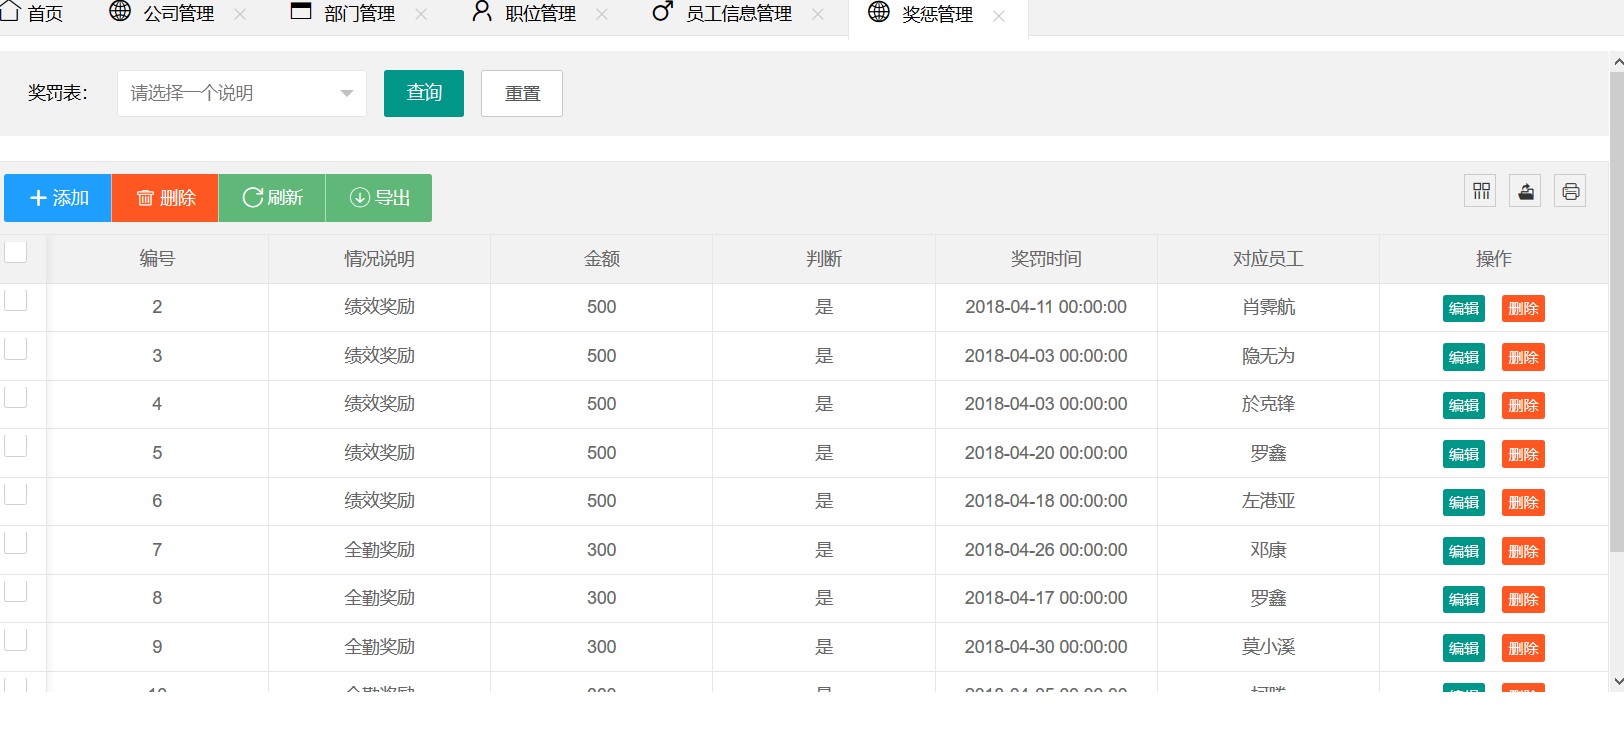 首页 公司管理 部门管理 职位管理 员工信息管理 奖惩管理
奖罚表: 请选择一个说明 查询 重置
添加 删除 刷新 导出
编号 情况说明 金额 判断 奖罚时间 对应员工 操作
2 绩效奖励 500 是 2018-04-11 00:00:00 肖霁航 编辑 删除
3 绩效奖励 500 是 2018-04-03 00:00:00 隐无为 编辑 删除
4 绩效奖励 500 是 2018-04-03 00:00:00 於克锋 编辑 删除
5 绩效奖励 500 是 2018-04-20 00:00:00 罗鑫 编辑 删除
6 绩效奖励 500 是 2018-04-18 00:00:00 左港亚 编辑 删除
7 全勤奖励 300 是 2018-04-26 00:00:00 邓康 编辑 删除
8 全勤奖励 300 是 2018-04-17 00:00:00 罗鑫 编辑 删除
9 全勤奖励 300 是 2018-04-30 00:00:00 莫小溪 编辑 删除